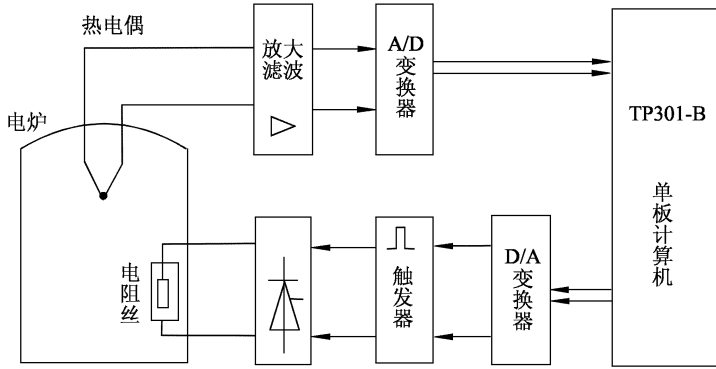 热电偶
放大
滤波
A/D
变换器
TP301-B
单板计算机
电炉
电阻丝
触发器
D/A
变换器